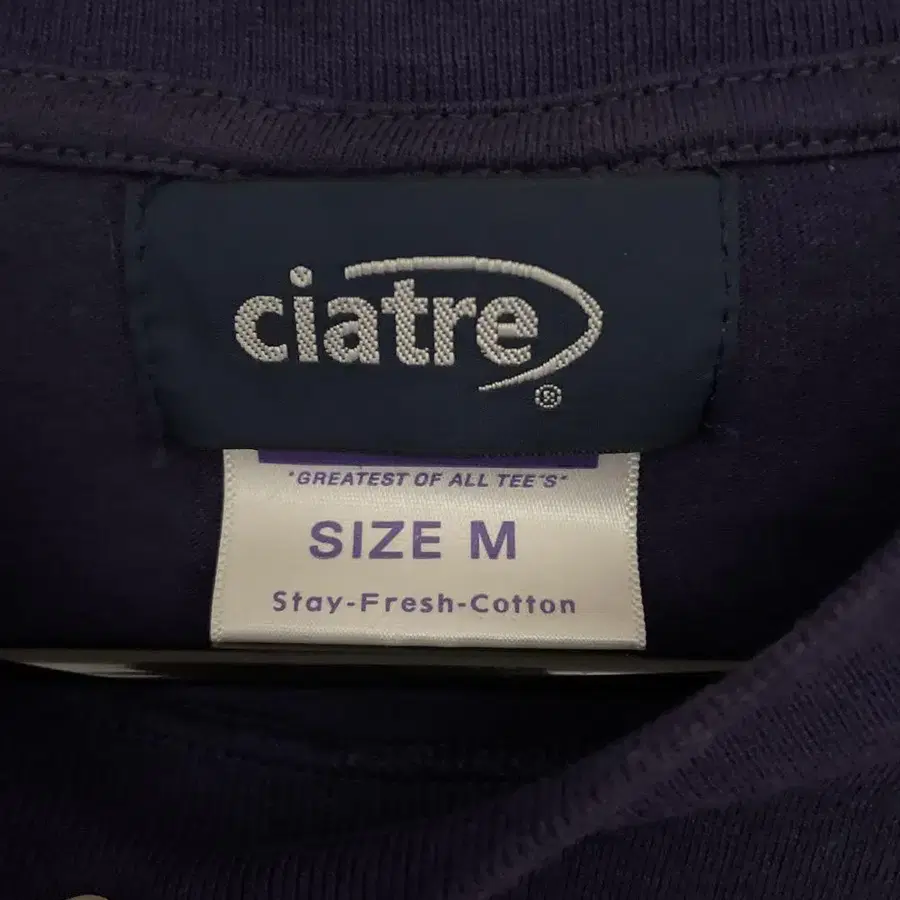 ciatre
®
"GREATEST OF ALL TEE"S"
SIZE M
Stay-Fresh-Cotton